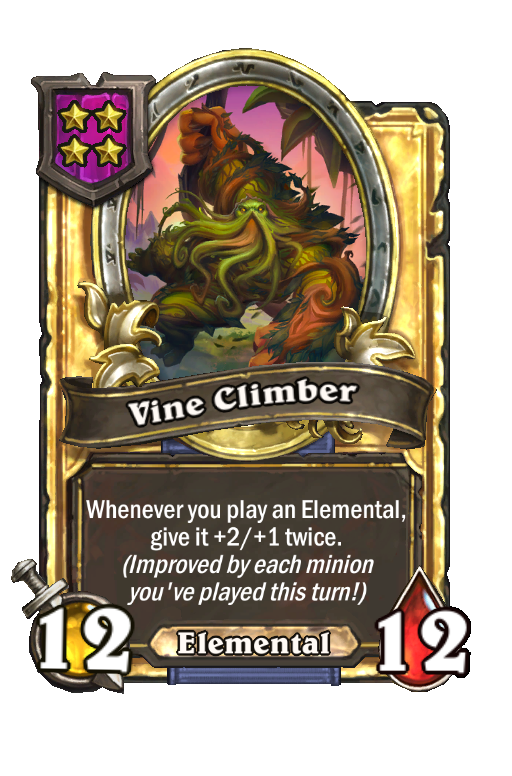 Vine Climber
Whenever you play an Elemental,
give it +2/+1 twice.
(Improved by each minion
you've played this turn!)
12
Elemental
12